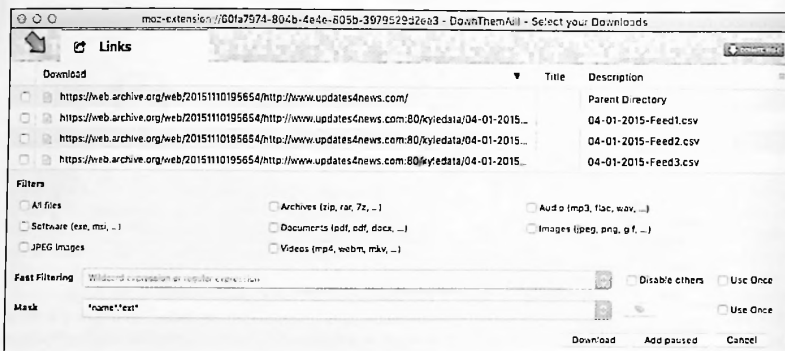 moz-extension://60fa7974-804b-4e4e-805b-3979529d2ea3 - DownThemAll! - Select your Downloads
Links
Download Title Description
https://web.archive.org/web/20151110195654/http://www.updates4news.com/ Parent Directory
https://web.archive.org/web/20151110195654/http://www.updates4news.com:80/kyledata/04-01-2015... 04-01-2015-Feed1.csv
https://web.archive.org/web/20151110195654/http://www.updates4news.com:80/kyledata/04-01-2015... 04-01-2015-Feed2.csv
https://web.archive.org/web/20151110195654/http://www.updates4news.com:80/kyledata/04-01-2015... 04-01-2015-Feed3.csv
Filters
All files Archives (zip, rar, 7z, ...) Audio (mp3, flac, wav, ...)
Software (exe, msi, ...) Documents (pdf, odf, docx, ...) Images (jpeg, png, gif, ...)
JPEG Images Videos (mp4, webm, mkv, ...)
Fast Filtering Wildcard expression or regular expression Disable others Use Once
Mask *name*.*ext* Use Once
Download Add paused Cancel